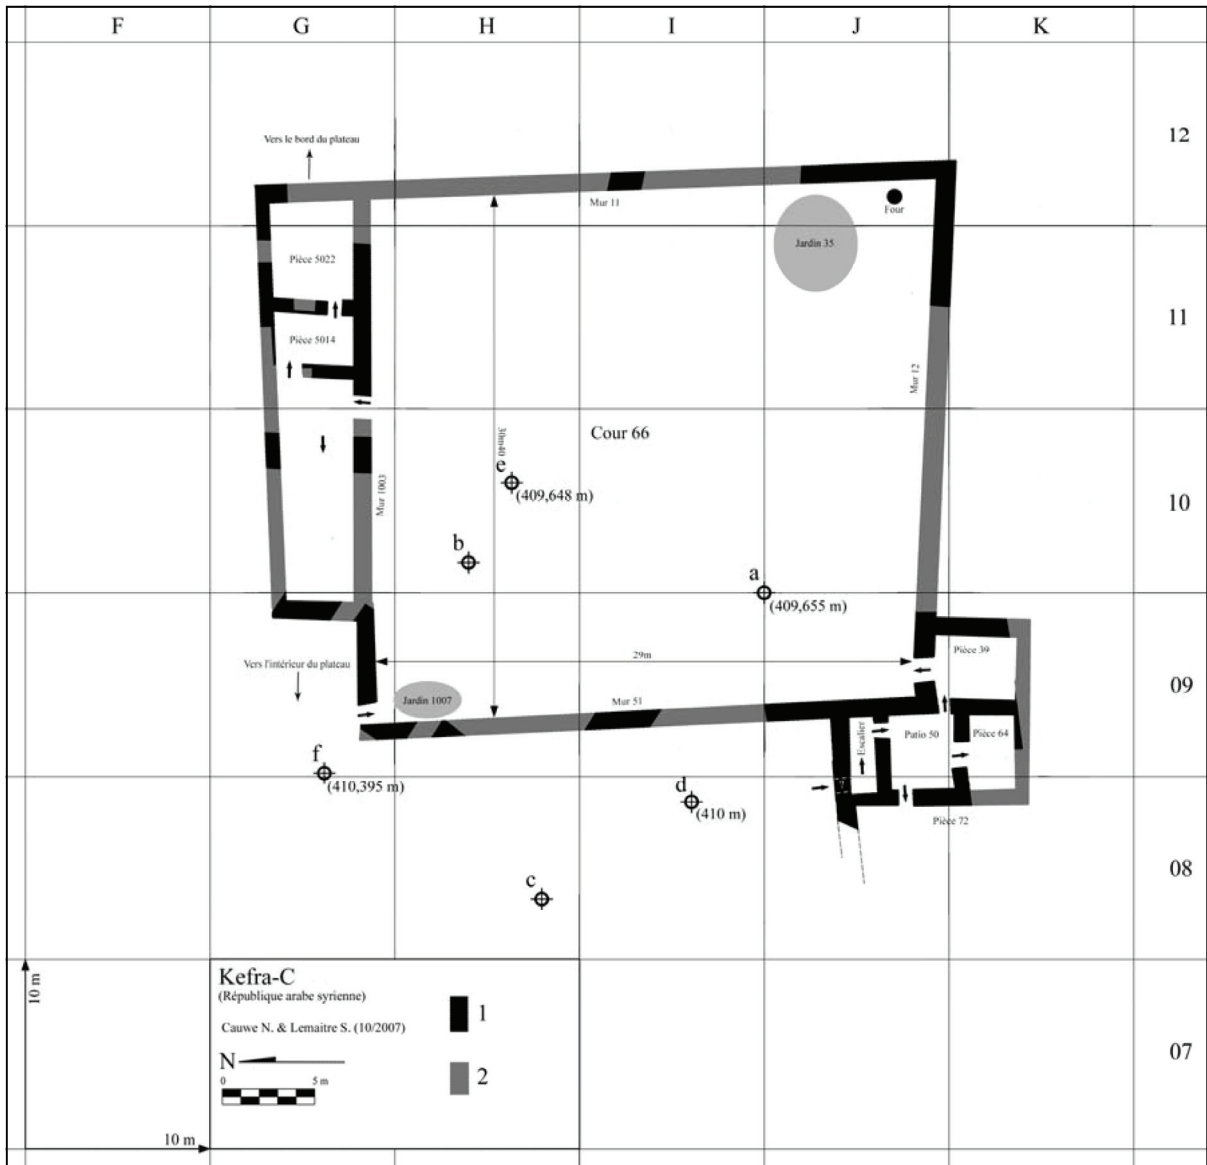 F G H I J K
12
Vers le bord du plateau
Mur 11
Four
Jardin 35
Pièce 5022
11
Pièce 5014
Mur 12
Cour 66
30m40
e
(409,648 m)
Mur 1003
10
b
a
(409,655 m)
29m
Pièce 39
Vers l'intérieur du plateau
09
Jardin 1007
Mur 51
Escalier
Patio 50
Pièce 64
f
(410,395 m)
d
(410 m)
?
Pièce 72
08
c
Kefra-C
(République arabe syrienne)
1
Cauwe N. & Lemaitre S. (10/2007)
N
2
0 5 m
07
10 m
10 m